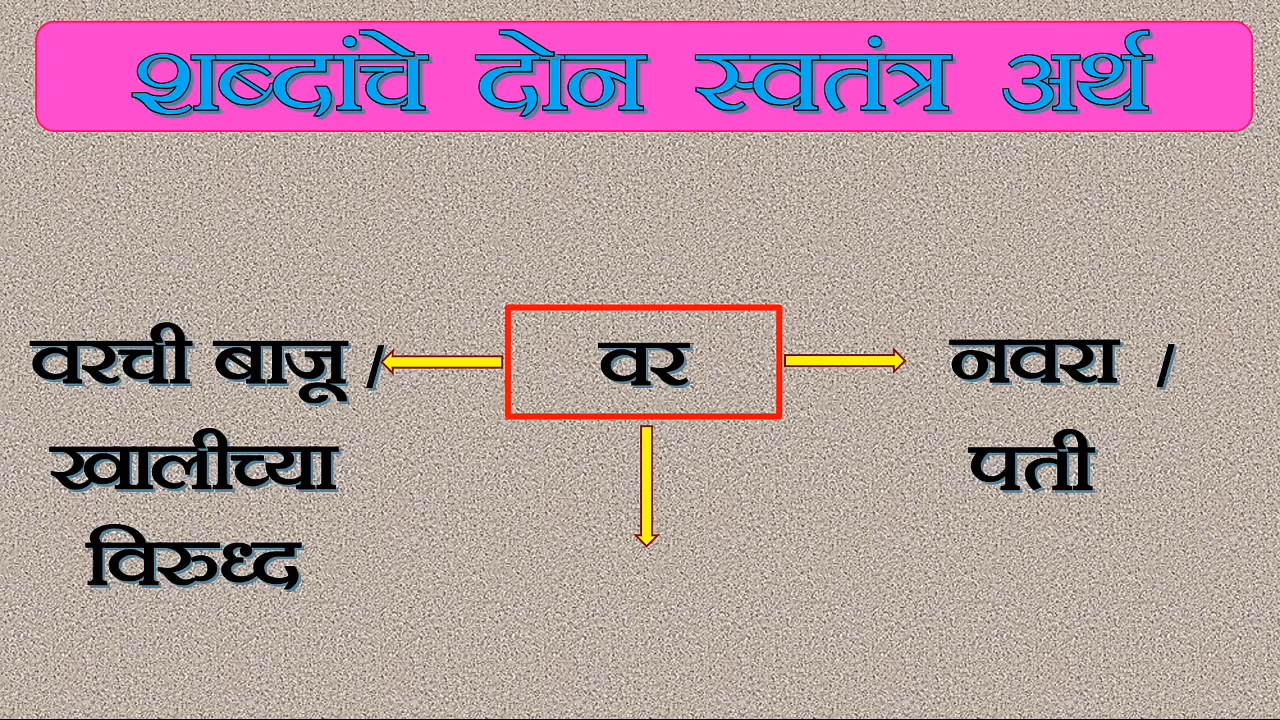 शब्दांचे दोन स्वतंत्र अर्थ
वरची बाजू /
खालीच्या
विरुध्द
वर
नवरा /
पती